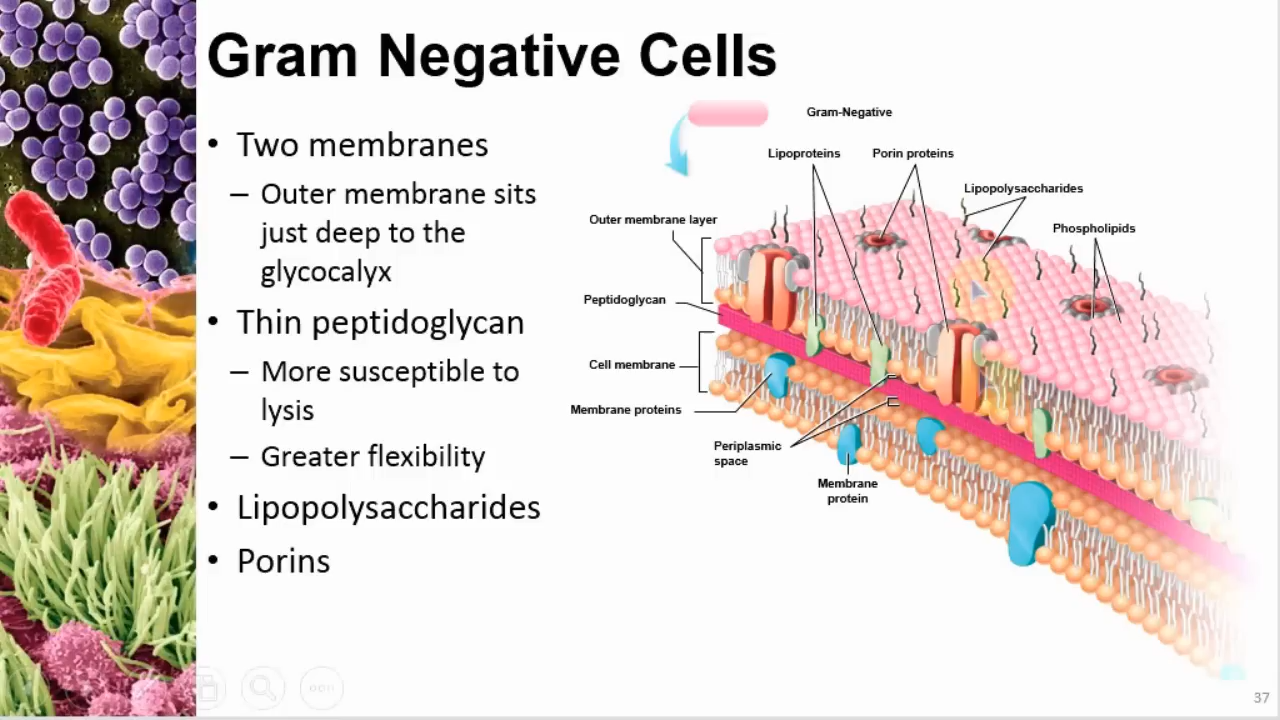 Gram Negative Cells
• Two membranes
– Outer membrane sits
just deep to the
glycocalyx
• Thin peptidoglycan
– More susceptible to
lysis
– Greater flexibility
• Lipopolysaccharides
• Porins
Gram-Negative
Lipoproteins
Porin proteins
Lipopolysaccharides
Phospholipids
Outer membrane layer
Peptidoglycan
Cell membrane
Membrane proteins
Periplasmic
space
Membrane
protein
37